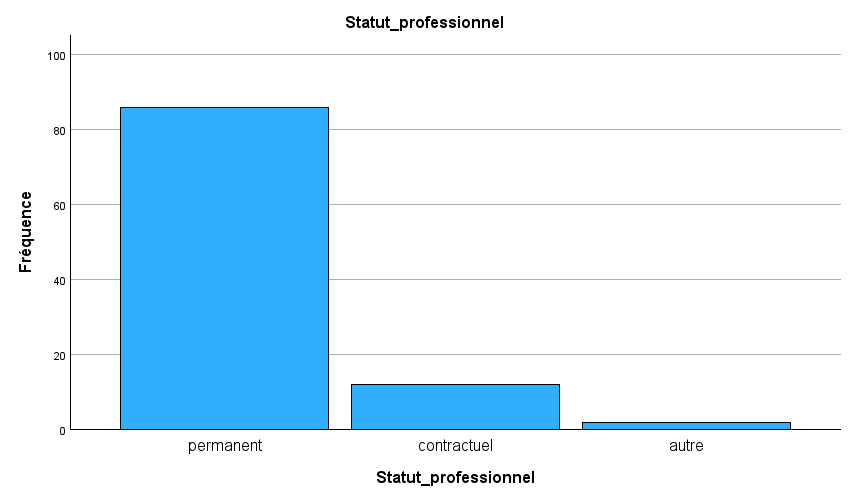 Statut_professionnel
100
80
60
40
20
0
Fréquence
permanent contractuel autre
Statut_professionnel